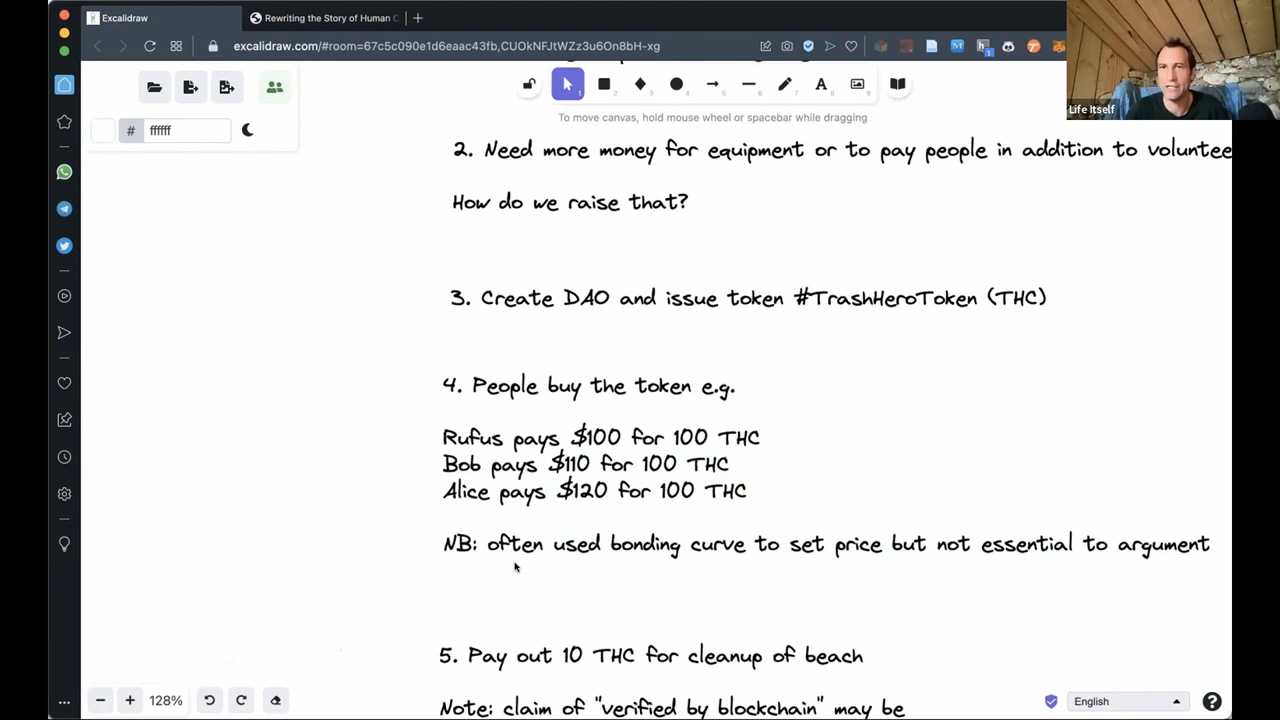 Excalidraw
Rewriting the Story of Human C
excalidraw.com/#room=67c5c090e1d6eaac43fb,CUOkNFJtWZz3u6On8bH-xg
Life Itself
# ffffff
To move canvas, hold mouse wheel or spacebar while dragging
2. Need more money for equipment or to pay people in addition to voluntee
How do we raise that?
3. Create DAO and issue token #TrashHeroToken (THC)
4. People buy the token e.g.
Rufus pays $100 for 100 THC
Bob pays $110 for 100 THC
Alice pays $120 for 100 THC
NB: often used bonding curve to set price but not essential to argument
5. Pay out 10 THC for cleanup of beach
Note: claim of "verified by blockchain" may be
128%
English